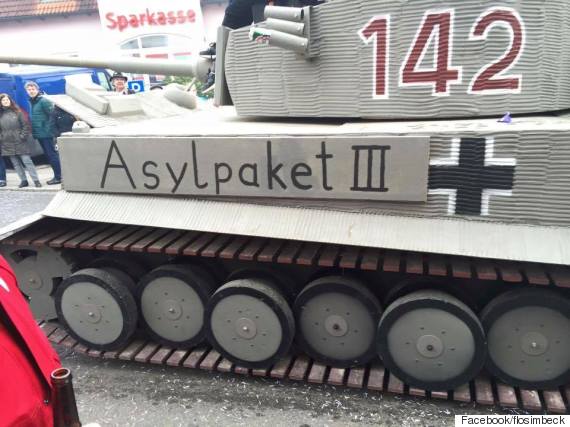 Sparkasse
142
Asylpaket III
Facebook/flosimbeck